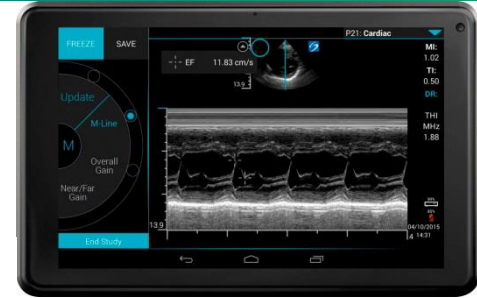 FREEZE
SAVE
P21: Cardiac
EF 11.83 cm/s
13.9
MI:
1.02
TI:
0.50
DR:
THI
MHz
1.88
Update
M-Line
M
Overall
Gain
Near/Far
Gain
End Study
13.9
4
04/10/2015
14:31